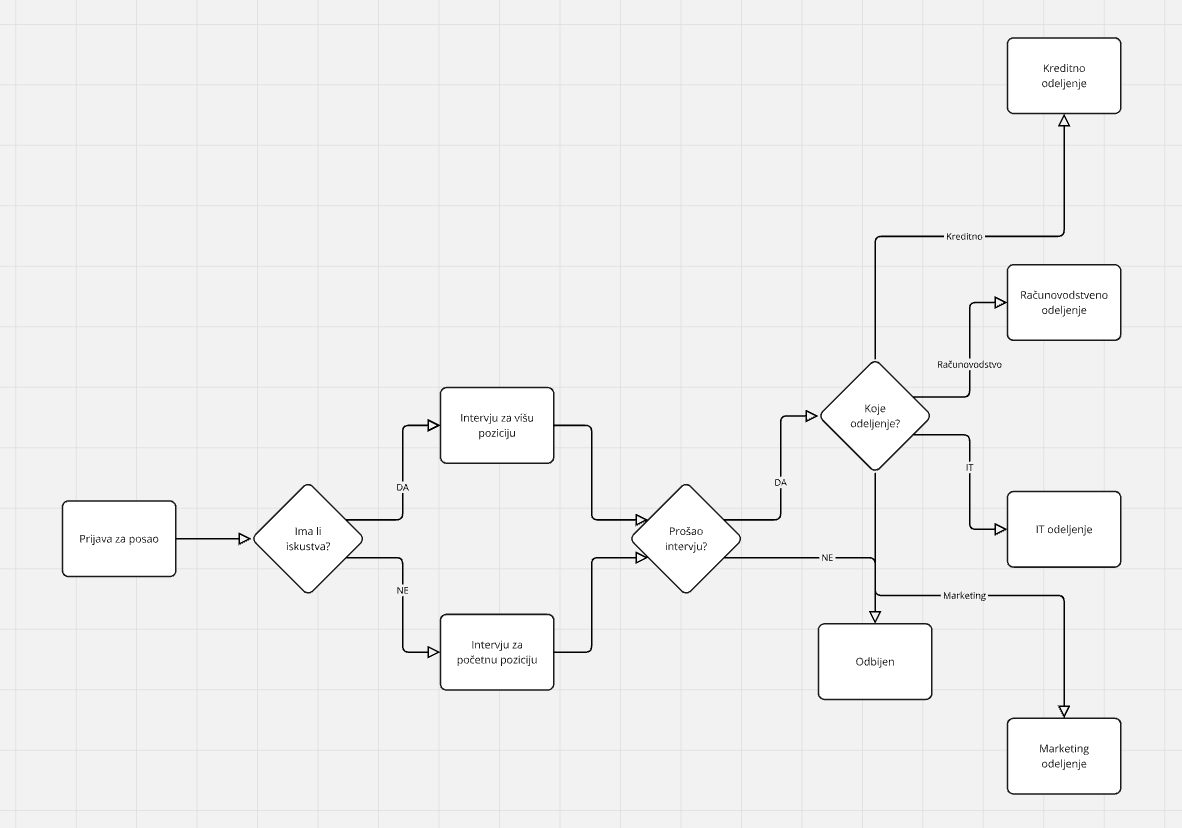 Prijava za posao
Ima li
iskustva?
DA
NE
Intervju za višu
poziciju
Intervju za
početnu poziciju
Prošao
intervju?
DA
NE
Koje
odeljenje?
Kreditno
Računovodstvo
IT
Marketing
Kreditno
odeljenje
Računovodstveno
odeljenje
IT odeljenje
Odbijen
Marketing
odeljenje